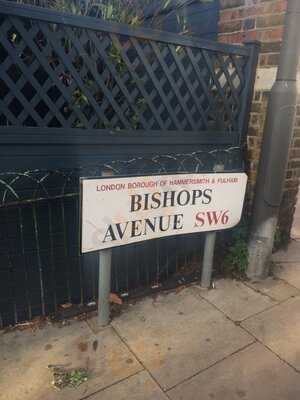 LONDON BOROUGH OF HAMMERSMITH & FULHAM
BISHOPS
AVENUE SW6